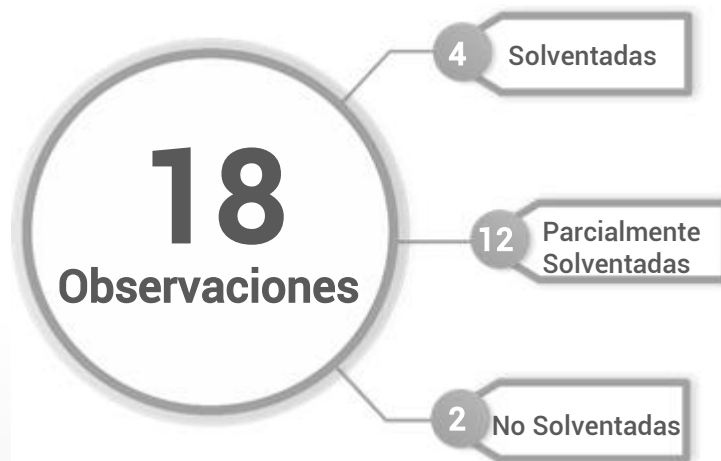 18
Observaciones
4
Solventadas
12
Parcialmente
Solventadas
2
No Solventadas